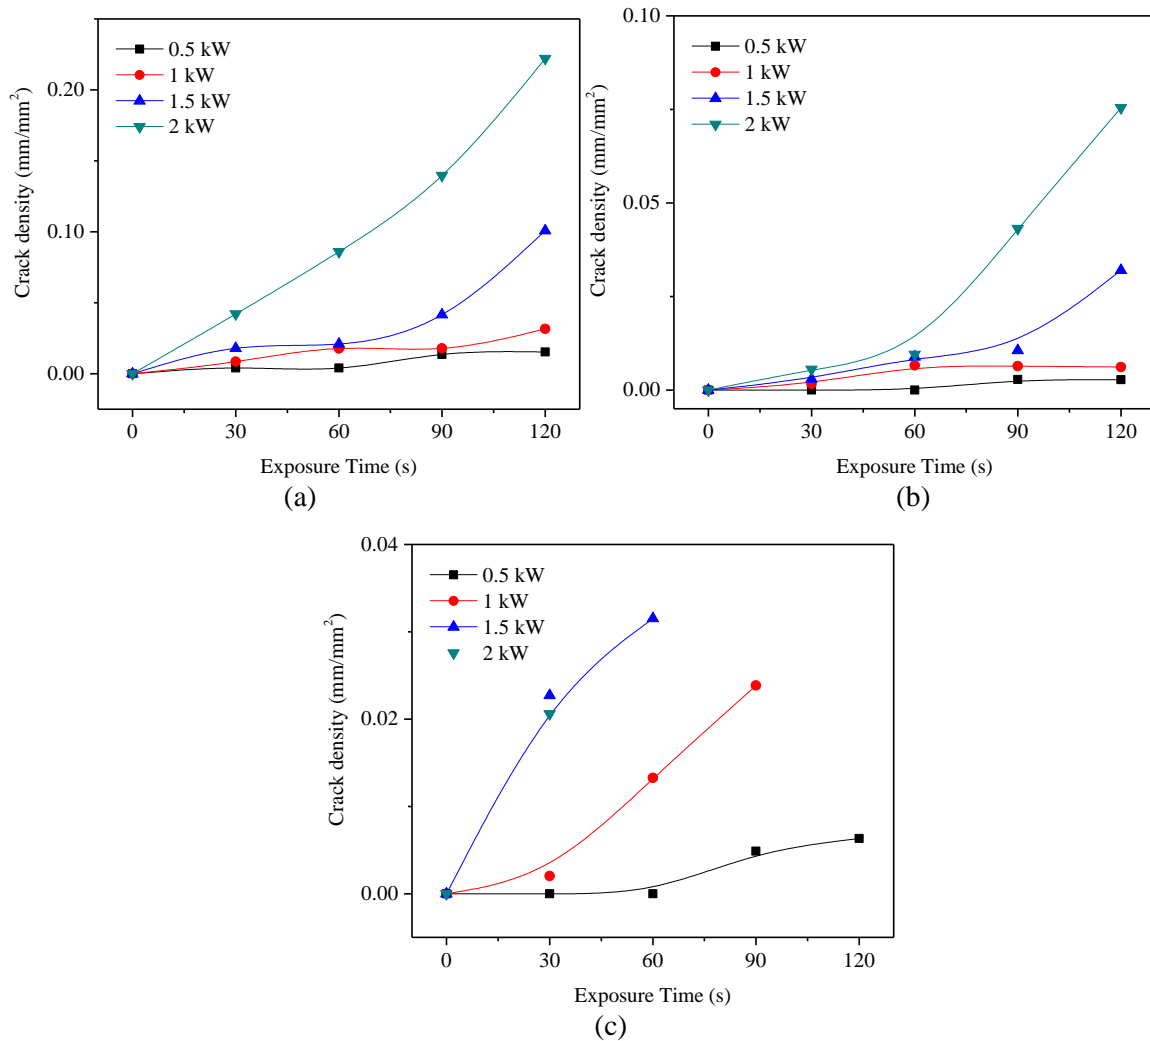 0.5 kW
1 kW
1.5 kW
2 kW
0.20
0.10
0.00
Crack density (mm/mm²)
0 30 60 90 120
Exposure Time (s)
(a)
0.10
0.5 kW
1 kW
1.5 kW
2 kW
0.05
0.00
Crack density (mm/mm²)
0 30 60 90 120
Exposure Time (s)
(b)
0.04
0.5 kW
1 kW
1.5 kW
2 kW
0.02
0.00
Crack density (mm/mm²)
0 30 60 90 120
Exposure Time (s)
(c)